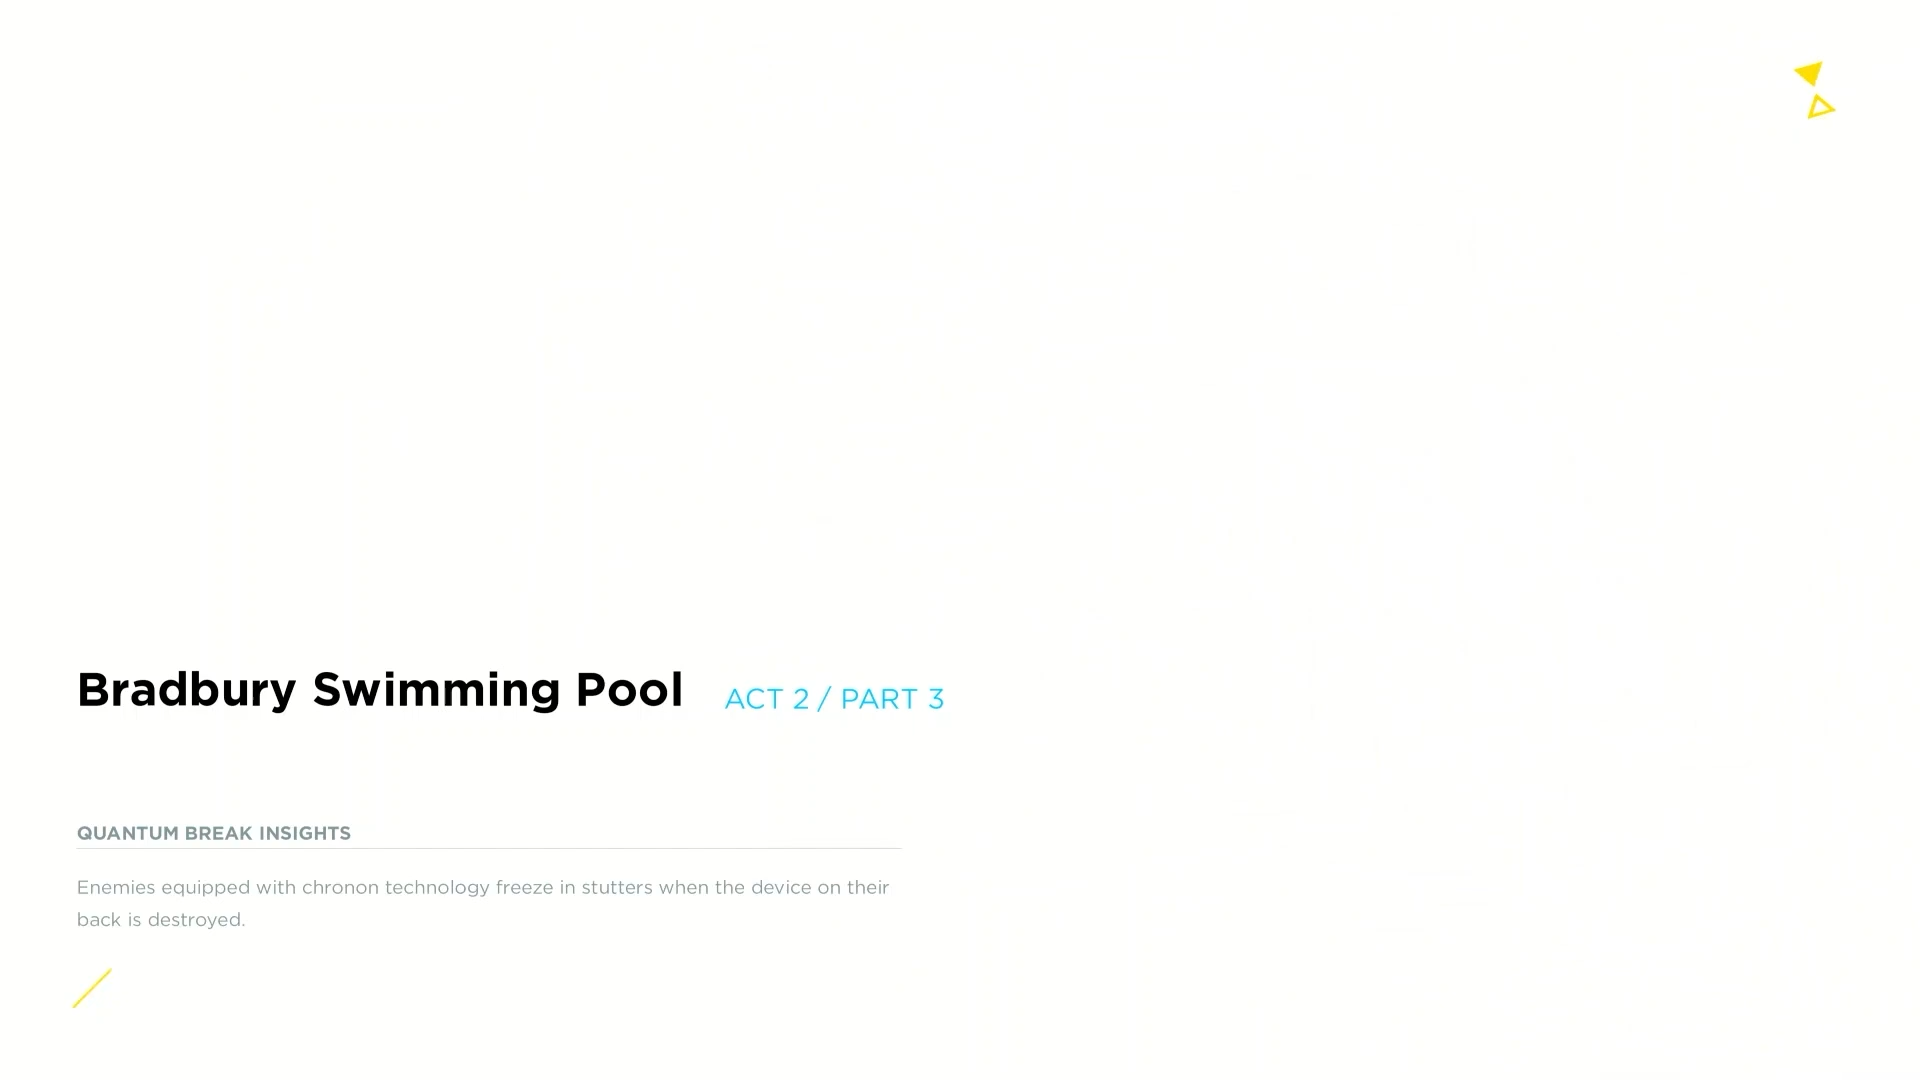 Bradbury Swimming Pool ACT 2 / PART 3
QUANTUM BREAK INSIGHTS
Enemies equipped with chronon technology freeze in stutters when the device on their
back is destroyed.